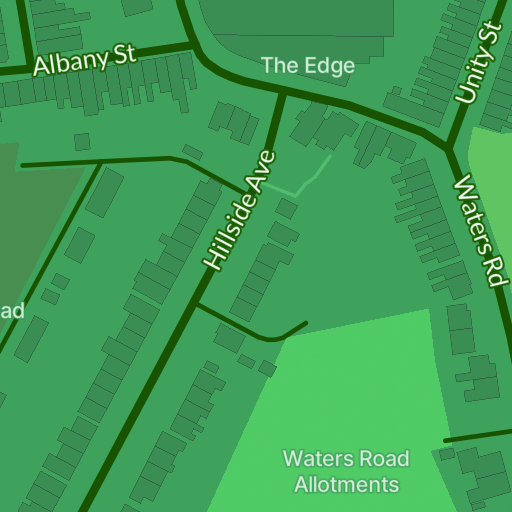 Albany St
The Edge
Unity St
Hillside Ave
Waters Rd
ad
Waters Road
Allotments